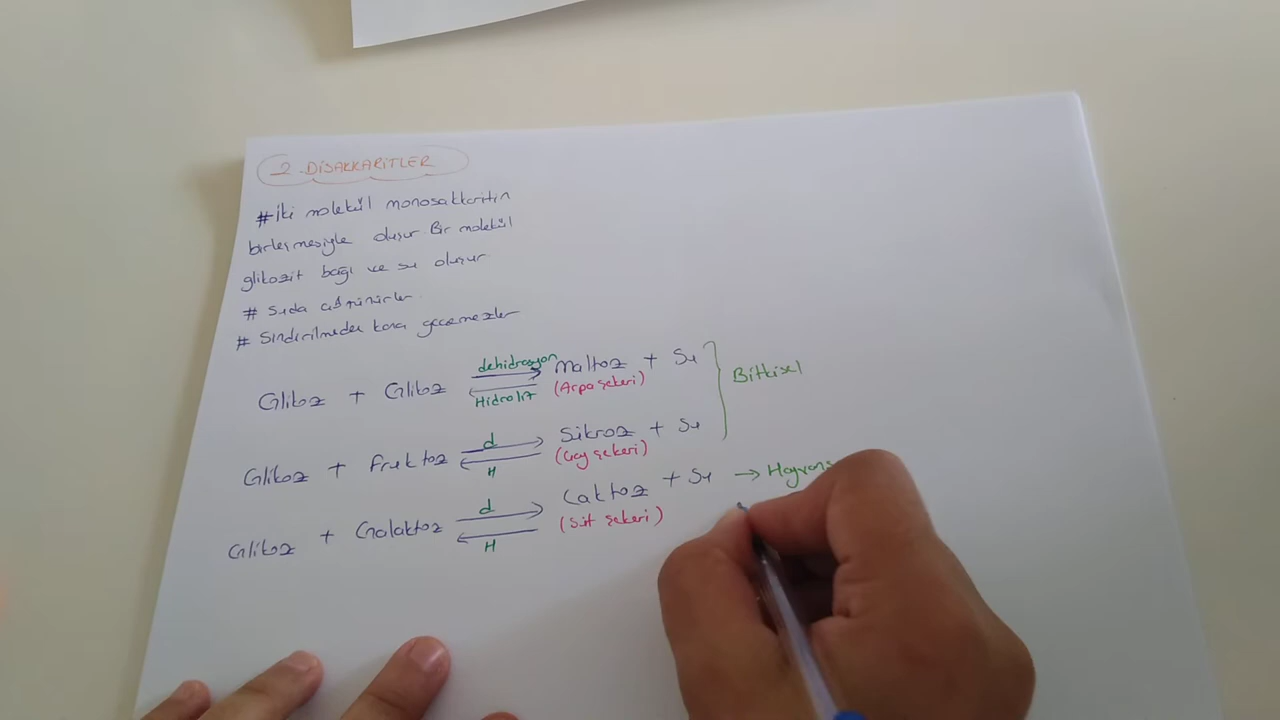 2. DİSAKKARİTLER
# İki molekül monosakkaritin
birleşmesiyle oluşur. Bir molekül
glikozit bağı ve su oluşur.
# Suda çözünürler.
# Sindirilmeden kana geçemezler
Glikoz + Glikoz dehidrasyon Hidroliz Maltoz + Su
(Arpa şekeri)
Bitkisel
Glikoz + Fruktoz d H Sükroz + Su
(Çay şekeri)
Glikoz + Galaktoz d H Laktoz + Su → Hayvans
(Süt şekeri)